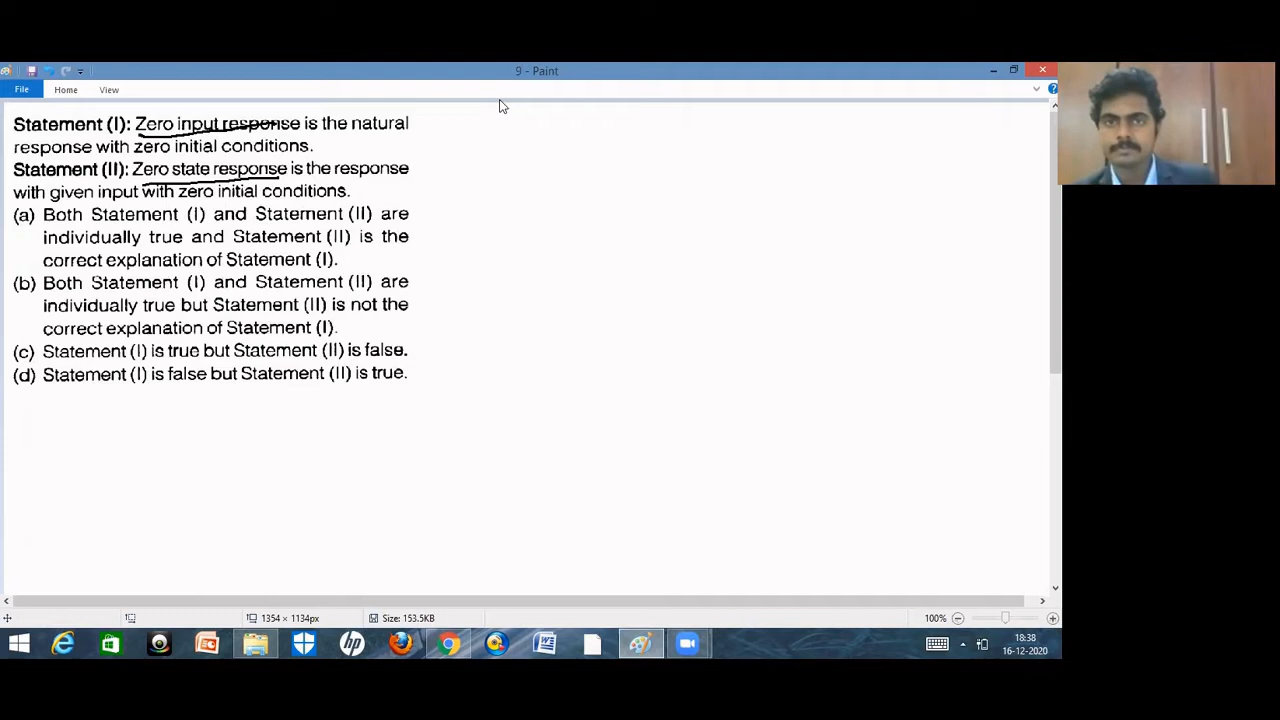 9 - Paint
File Home View
Statement (I): Zero input response is the natural
response with zero initial conditions.
Statement (II): Zero state response is the response
with given input with zero initial conditions.
(a) Both Statement (I) and Statement (II) are
individually true and Statement (II) is the
correct explanation of Statement (I).
(b) Both Statement (I) and Statement (II) are
individually true but Statement (II) is not the
correct explanation of Statement (I).
(c) Statement (I) is true but Statement (II) is false.
(d) Statement (I) is false but Statement (II) is true.
1354 × 1134px Size: 153.5KB 100%
18:38
16-12-2020